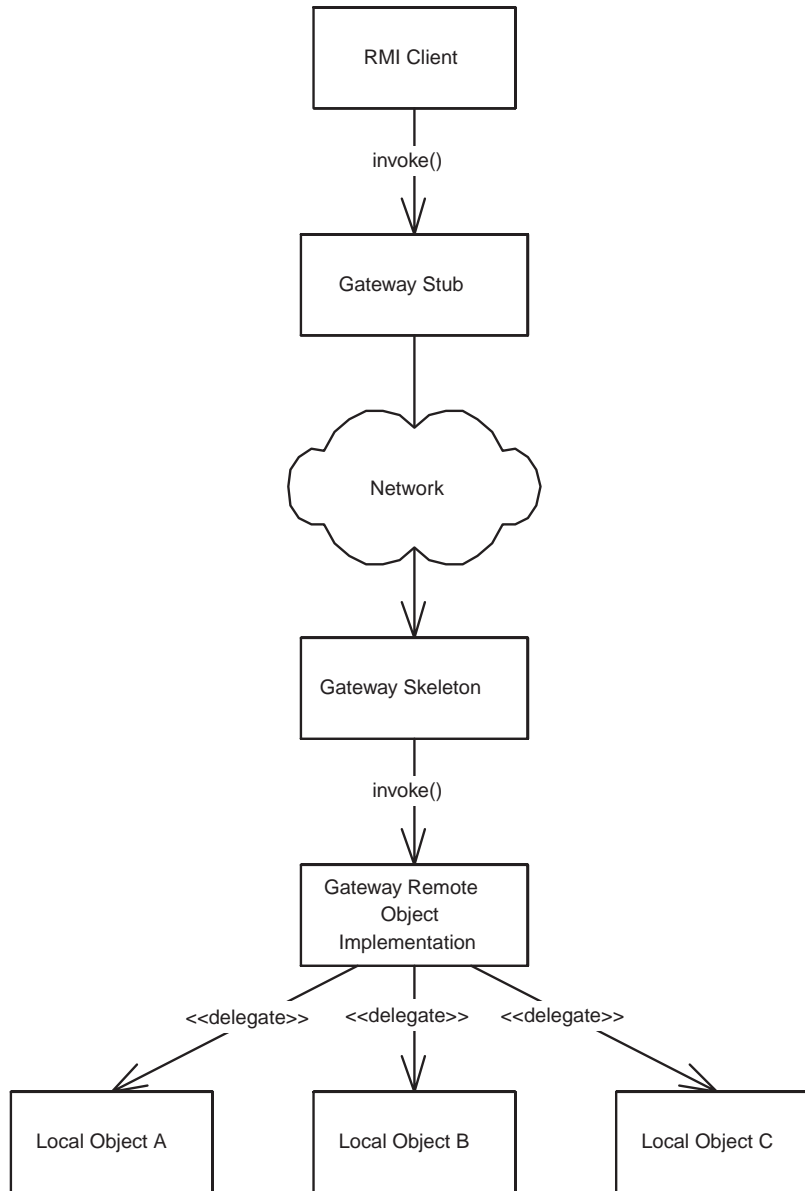 RMI Client
invoke()
Gateway Stub
Network
Gateway Skeleton
invoke()
Gateway Remote
Object
Implementation
<<delegate>> <<delegate>> <<delegate>>
Local Object A Local Object B Local Object C